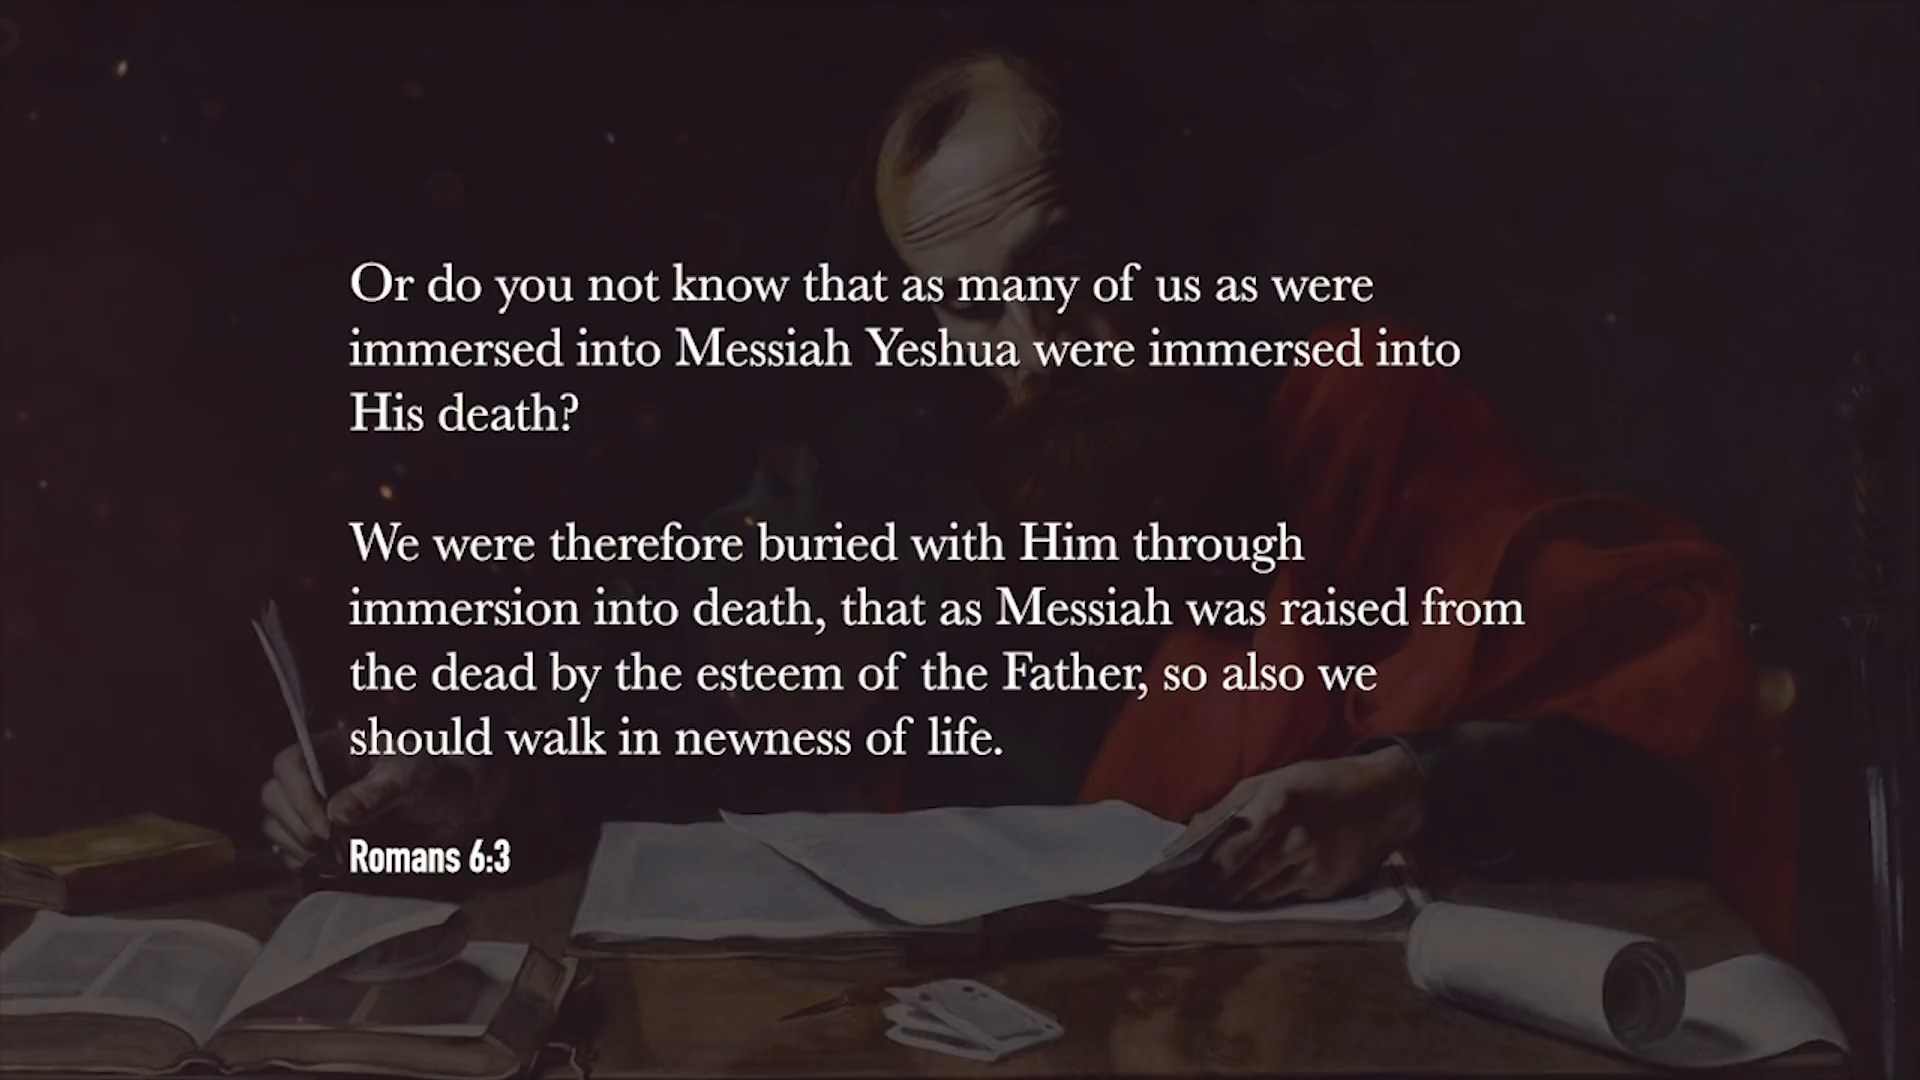 Or do you not know that as many of us as were
immersed into Messiah Yeshua were immersed into
His death?
We were therefore buried with Him through
immersion into death, that as Messiah was raised from
the dead by the esteem of the Father, so also we
should walk in newness of life.
Romans 6:3